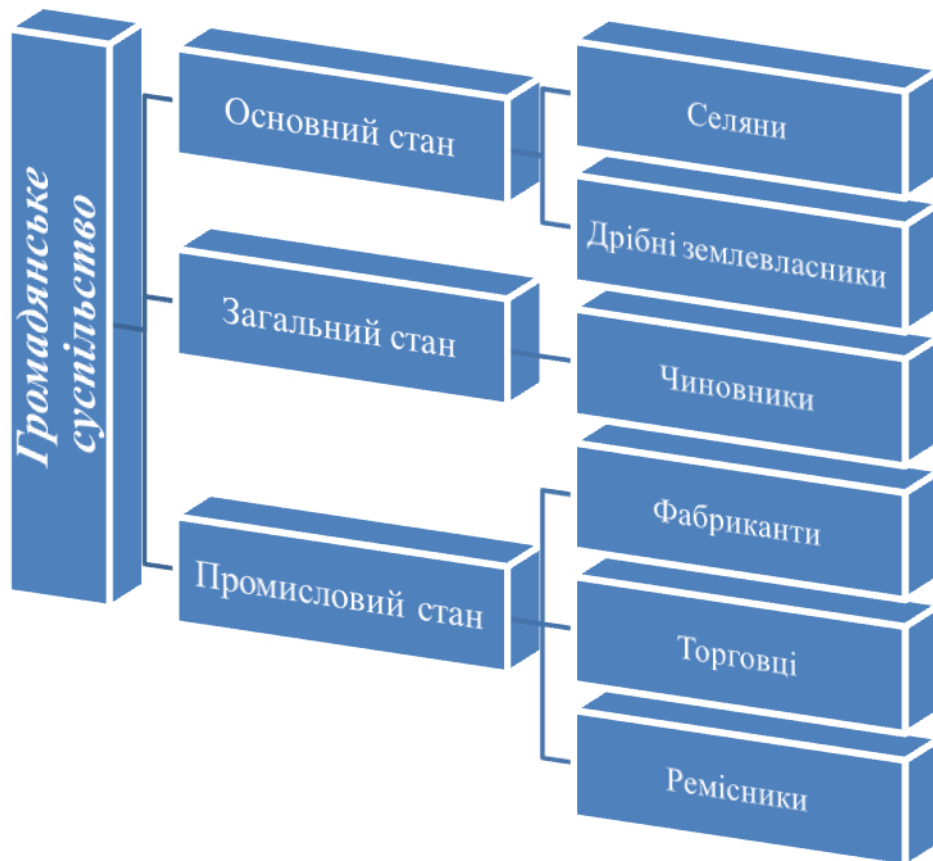 Громадянське
суспільство
Основний стан
Селяни
Дрібні землевласники
Загальний стан
Чиновники
Промисловий стан
Фабриканти
Торговці
Ремісники